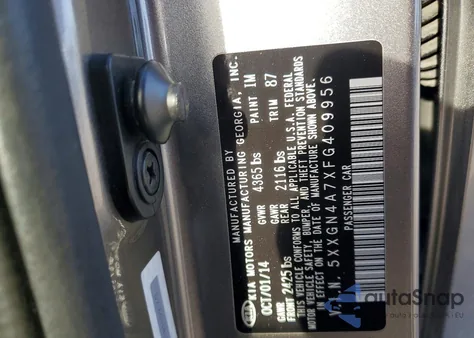 MANUFACTURED BY
KIA MOTORS MANUFACTURING GEORGIA, INC.
OCT/01/14 GVWR 4365 lbs PAINT IM
GAWR FRONT 2425 lbs GAWR REAR 2116 lbs TRIM 87
THIS VEHICLE CONFORMS TO ALL APPLICABLE U.S.A. FEDERAL
MOTOR VEHICLE SAFETY, BUMPER, AND THEFT PREVENTION STANDARDS
IN EFFECT ON THE DATE OF MANUFACTURE SHOWN ABOVE.
V.I.N. 5XXGN4A7XFG409956
PASSENGER CAR
autoSnap